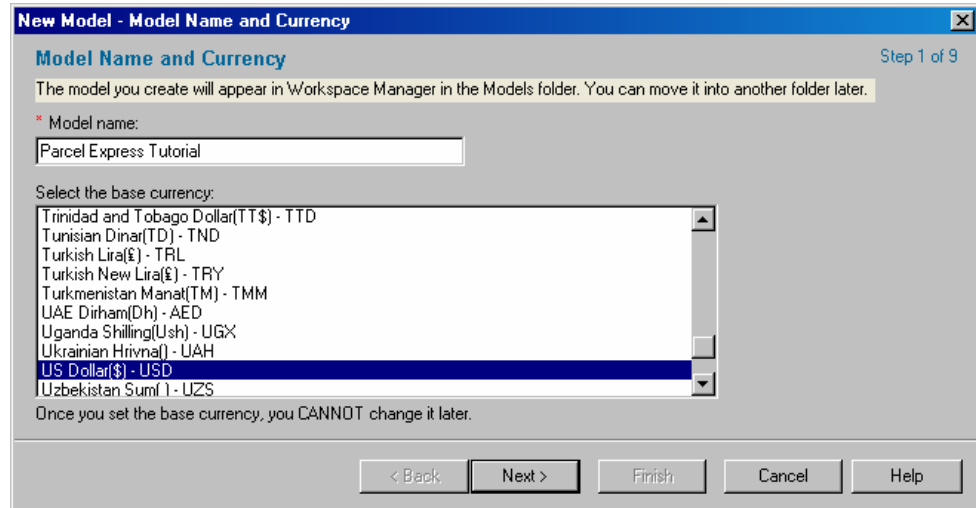 New Model - Model Name and Currency
Model Name and Currency
Step 1 of 9
The model you create will appear in Workspace Manager in the Models folder. You can move it into another folder later.
* Model name:
Parcel Express Tutorial
Select the base currency:
Trinidad and Tobago Dollar(TT$) - TTD
Tunisian Dinar(TD) - TND
Turkish Lira(₤) - TRL
Turkish New Lira(₤) - TRY
Turkmenistan Manat(TM) - TMM
UAE Dirham(Dh) - AED
Uganda Shilling(Ush) - UGX
Ukrainian Hrivna() - UAH
US Dollar($) - USD
Uzbekistan Sum( ) - UZS
Once you set the base currency, you CANNOT change it later.
< Back
Next >
Finish
Cancel
Help